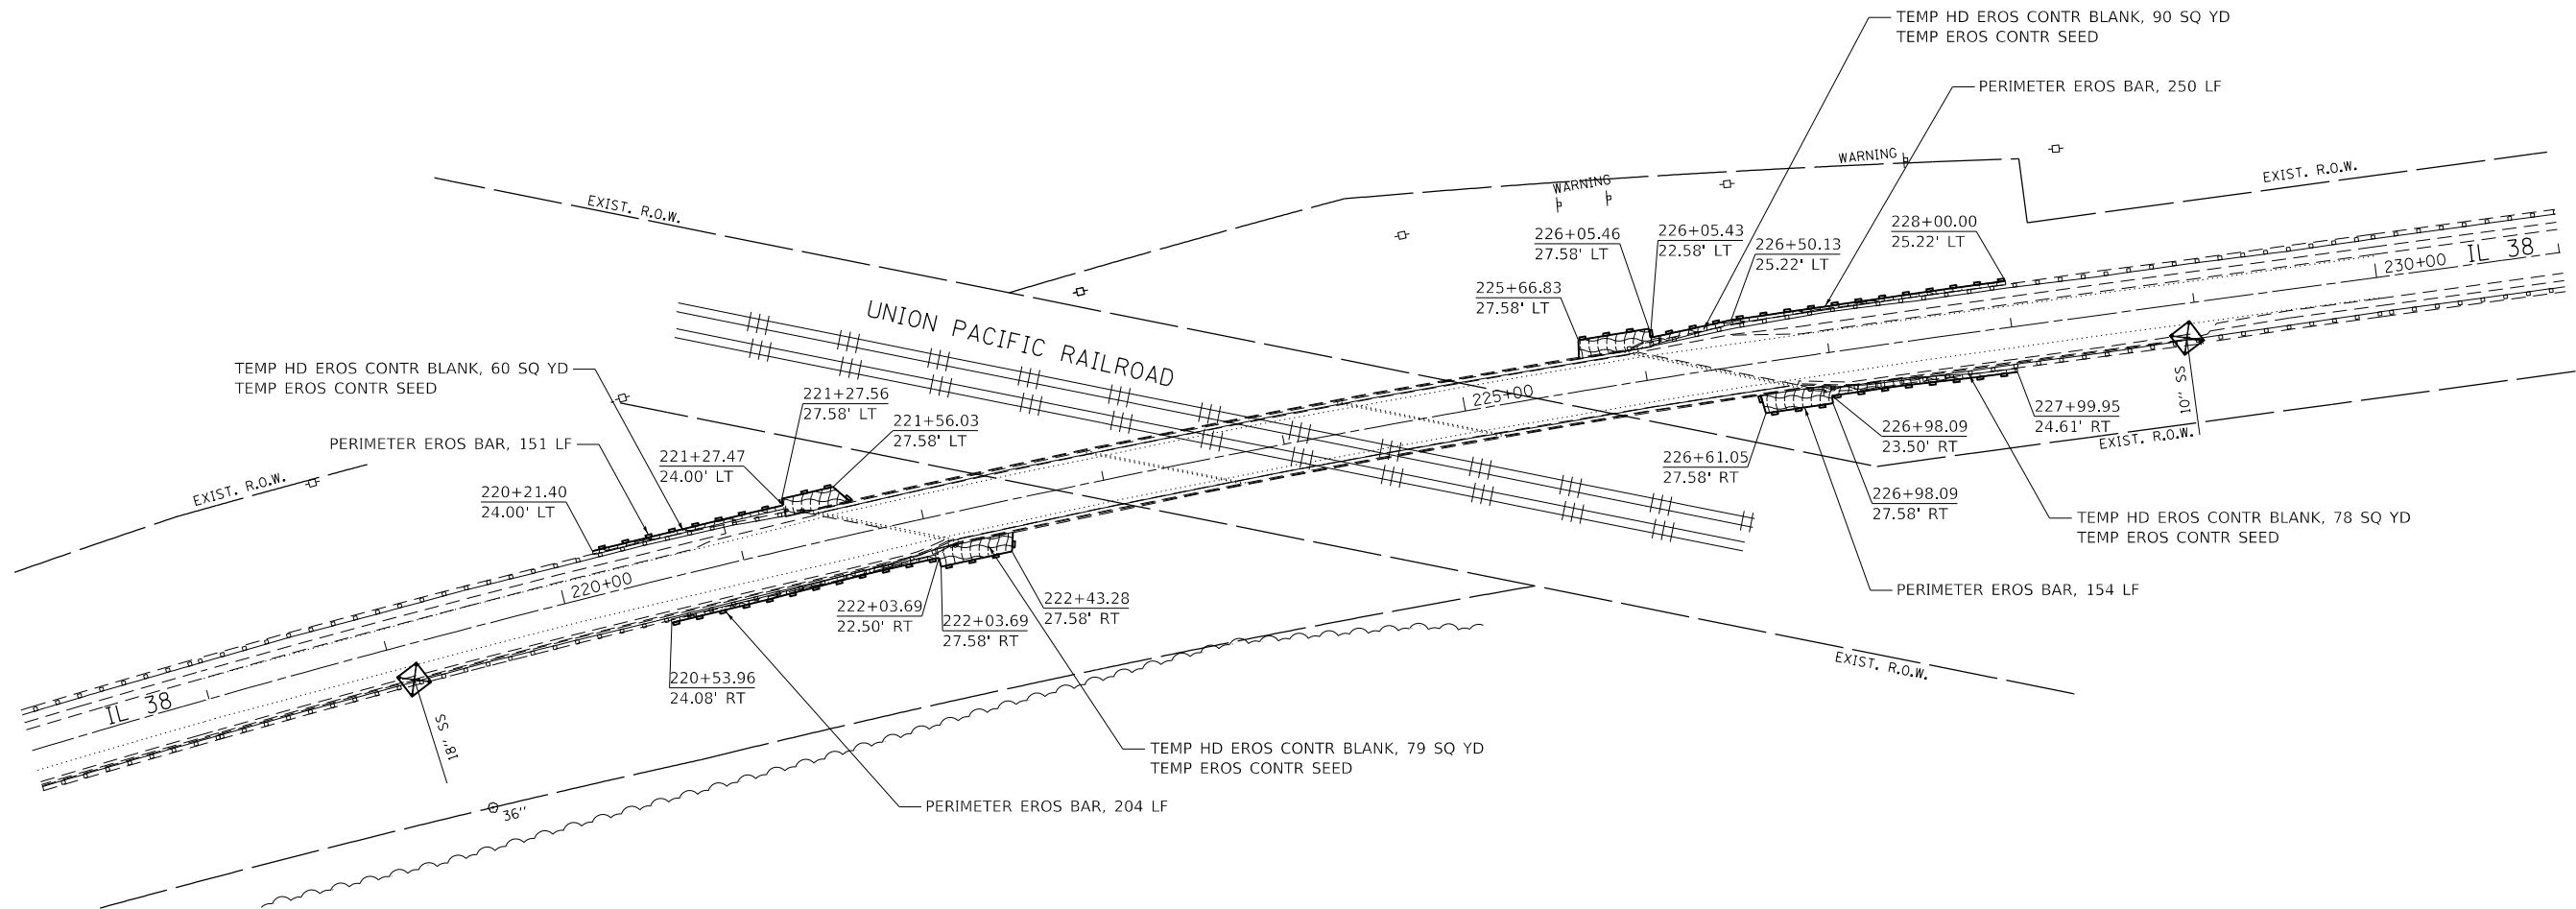 TEMP HD EROS CONTR BLANK, 90 SQ YD
TEMP EROS CONTR SEED
PERIMETER EROS BAR, 250 LF
WARNING
WARNING
EXIST. R.O.W.
EXIST. R.O.W.
226+05.46
27.58' LT
226+05.43
22.58' LT
226+50.13
25.22' LT
228+00.00
25.22' LT
230+00
IL 38
225+66.83
27.58' LT
UNION PACIFIC RAILROAD
TEMP HD EROS CONTR BLANK, 60 SQ YD
TEMP EROS CONTR SEED
221+27.56
27.58' LT
221+56.03
27.58' LT
225+00
10" SS
227+99.95
24.61' RT
EXIST. R.O.W.
226+98.09
23.50' RT
PERIMETER EROS BAR, 151 LF
221+27.47
24.00' LT
226+61.05
27.58' RT
226+98.09
27.58' RT
EXIST. R.O.W.
220+21.40
24.00' LT
TEMP HD EROS CONTR BLANK, 78 SQ YD
TEMP EROS CONTR SEED
220+00
PERIMETER EROS BAR, 154 LF
222+03.69
22.50' RT
222+03.69
27.58' RT
222+43.28
27.58' RT
EXIST. R.O.W.
220+53.96
24.08' RT
IL 38
18" SS
TEMP HD EROS CONTR BLANK, 79 SQ YD
TEMP EROS CONTR SEED
PERIMETER EROS BAR, 204 LF
36"